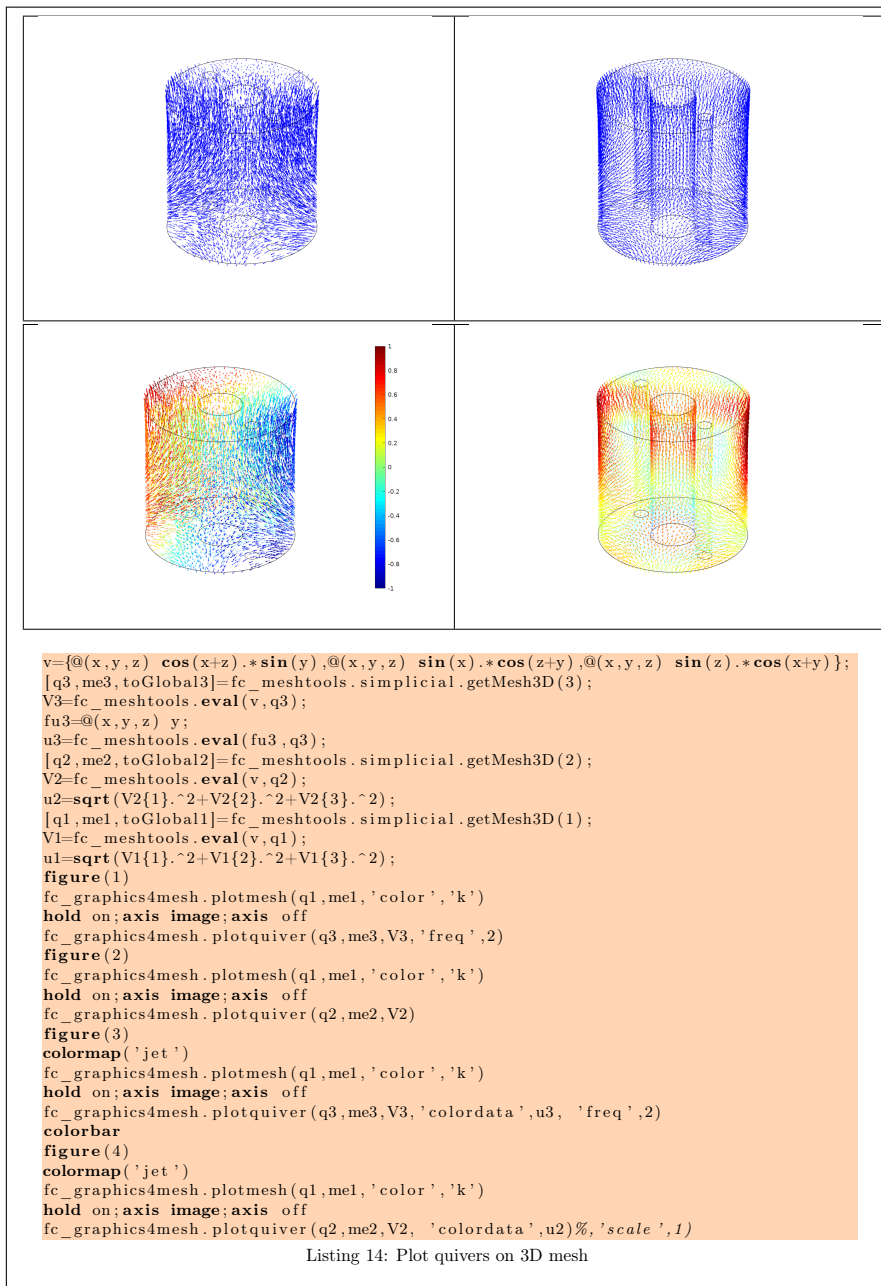 1
0.8
0.6
0.4
0.2
0
-0.2
-0.4
-0.6
-0.8
-1
v={@(x,y,z) cos(x+z).*sin(y),@(x,y,z) sin(x).*cos(z+y),@(x,y,z) sin(z).*cos(x+y)};
[q3,me3,toGlobal3]=fc_meshtools.simplicial.getMesh3D(3);
V3=fc_meshtools.eval(v,q3);
fu3=@(x,y,z) y;
u3=fc_meshtools.eval(fu3,q3);
[q2,me2,toGlobal2]=fc_meshtools.simplicial.getMesh3D(2);
V2=fc_meshtools.eval(v,q2);
u2=sqrt(V2{1}.^2+V2{2}.^2+V2{3}.^2);
[q1,me1,toGlobal1]=fc_meshtools.simplicial.getMesh3D(1);
V1=fc_meshtools.eval(v,q1);
u1=sqrt(V1{1}.^2+V1{2}.^2+V1{3}.^2);
figure(1)
fc_graphics4mesh.plotmesh(q1,me1,'color','k')
hold on;axis image;axis off
fc_graphics4mesh.plotquiver(q3,me3,V3,'freq',2)
figure(2)
fc_graphics4mesh.plotmesh(q1,me1,'color','k')
hold on;axis image;axis off
fc_graphics4mesh.plotquiver(q2,me2,V2)
figure(3)
colormap('jet')
fc_graphics4mesh.plotmesh(q1,me1,'color','k')
hold on;axis image;axis off
fc_graphics4mesh.plotquiver(q3,me3,V3,'colordata',u3, 'freq',2)
colorbar
figure(4)
colormap('jet')
fc_graphics4mesh.plotmesh(q1,me1,'color','k')
hold on;axis image;axis off
fc_graphics4mesh.plotquiver(q2,me2,V2, 'colordata',u2)%,'scale',1)
Listing 14: Plot quivers on 3D mesh